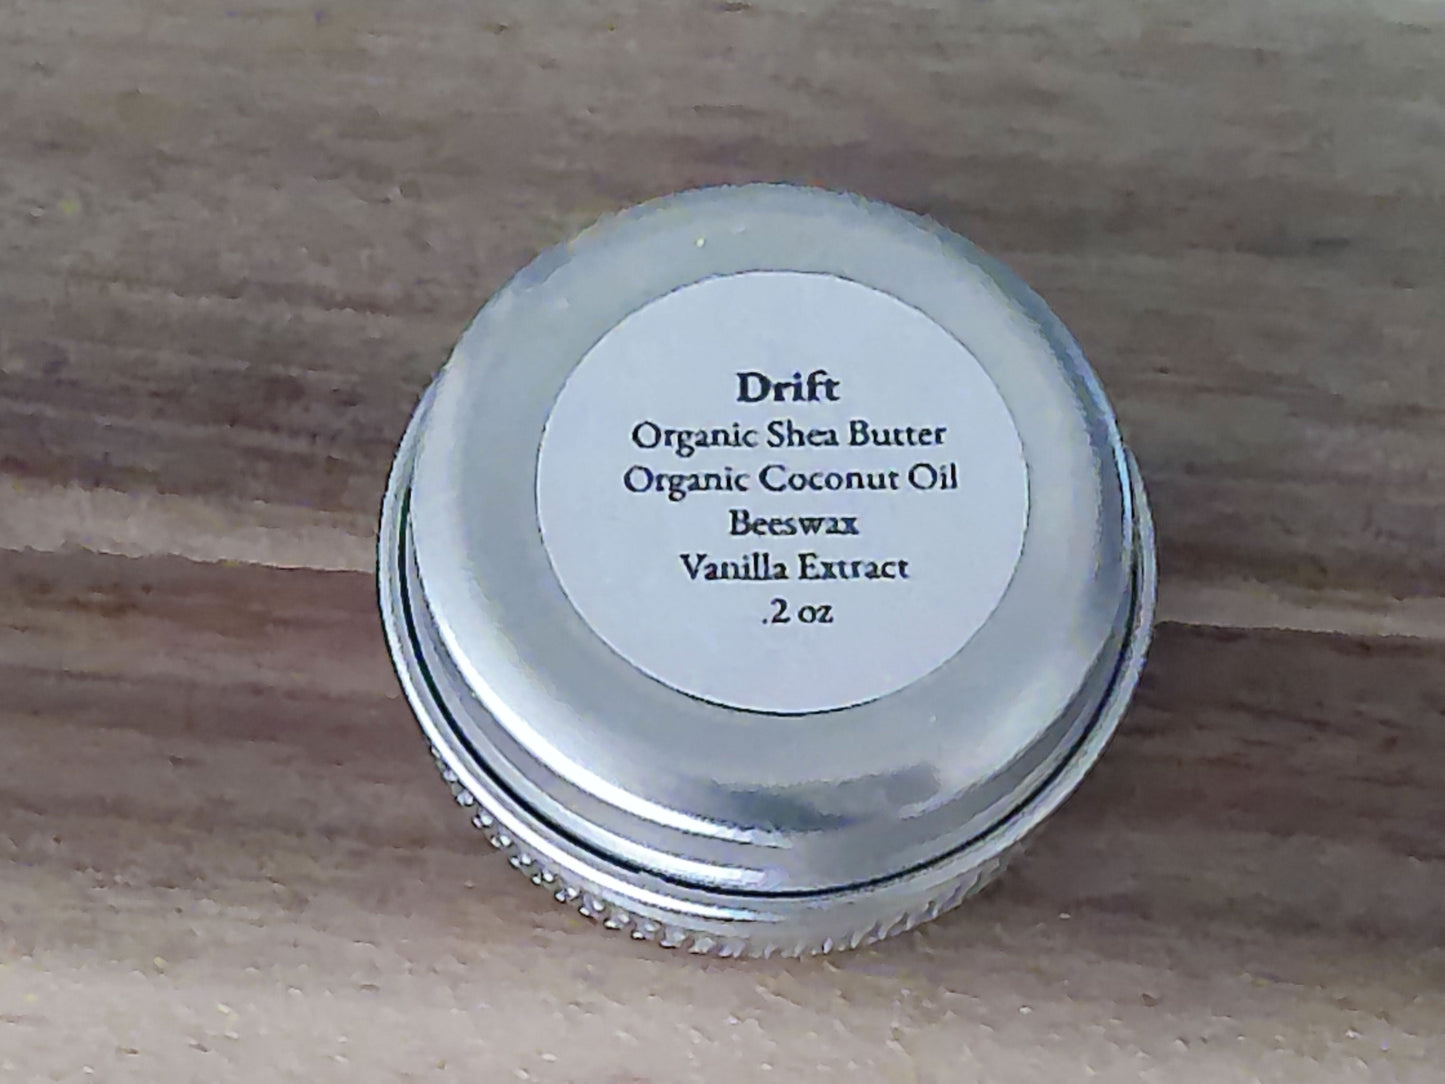 Drift
Organic Shea Butter
Organic Coconut Oil
Beeswax
Vanilla Extract
.2 oz